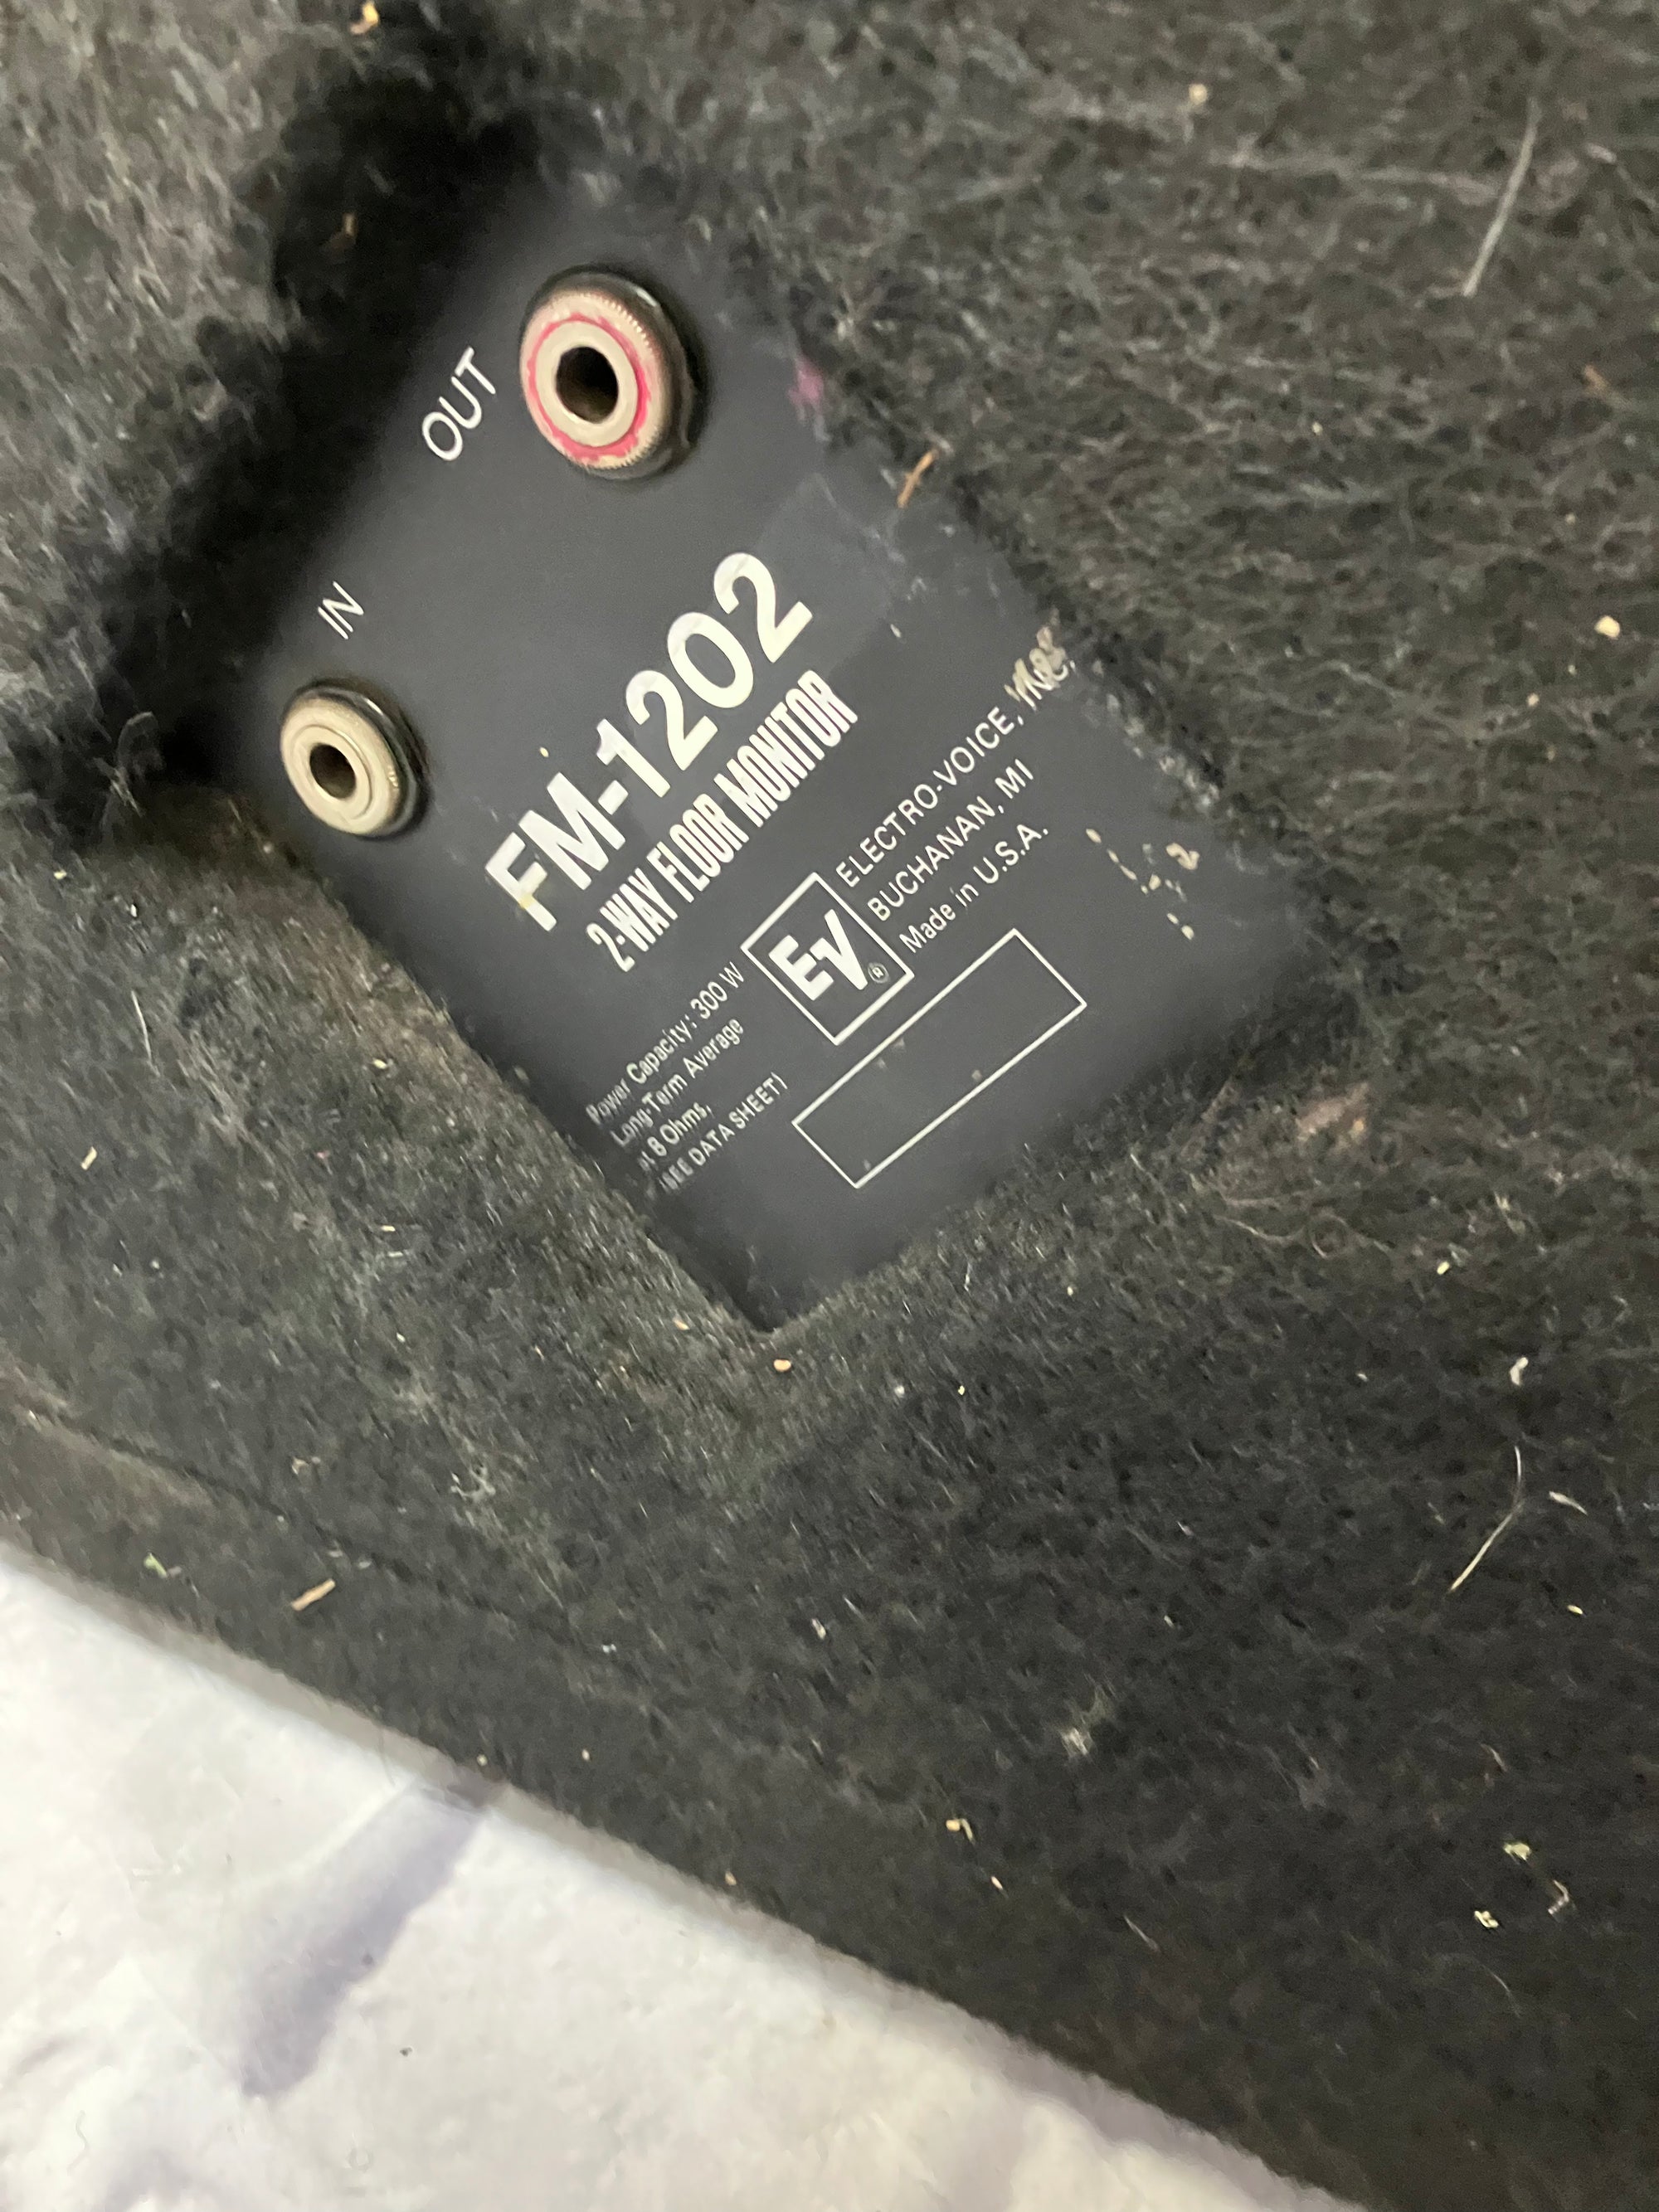 OUT
IN
FM-1202
2-WAY FLOOR MONITOR
Power Capacity: 300 W
Long-Term Average
at 8 Ohms,
(SEE DATA SHEET)
EV®
ELECTRO-VOICE,
BUCHANAN, MI
Made in U.S.A.